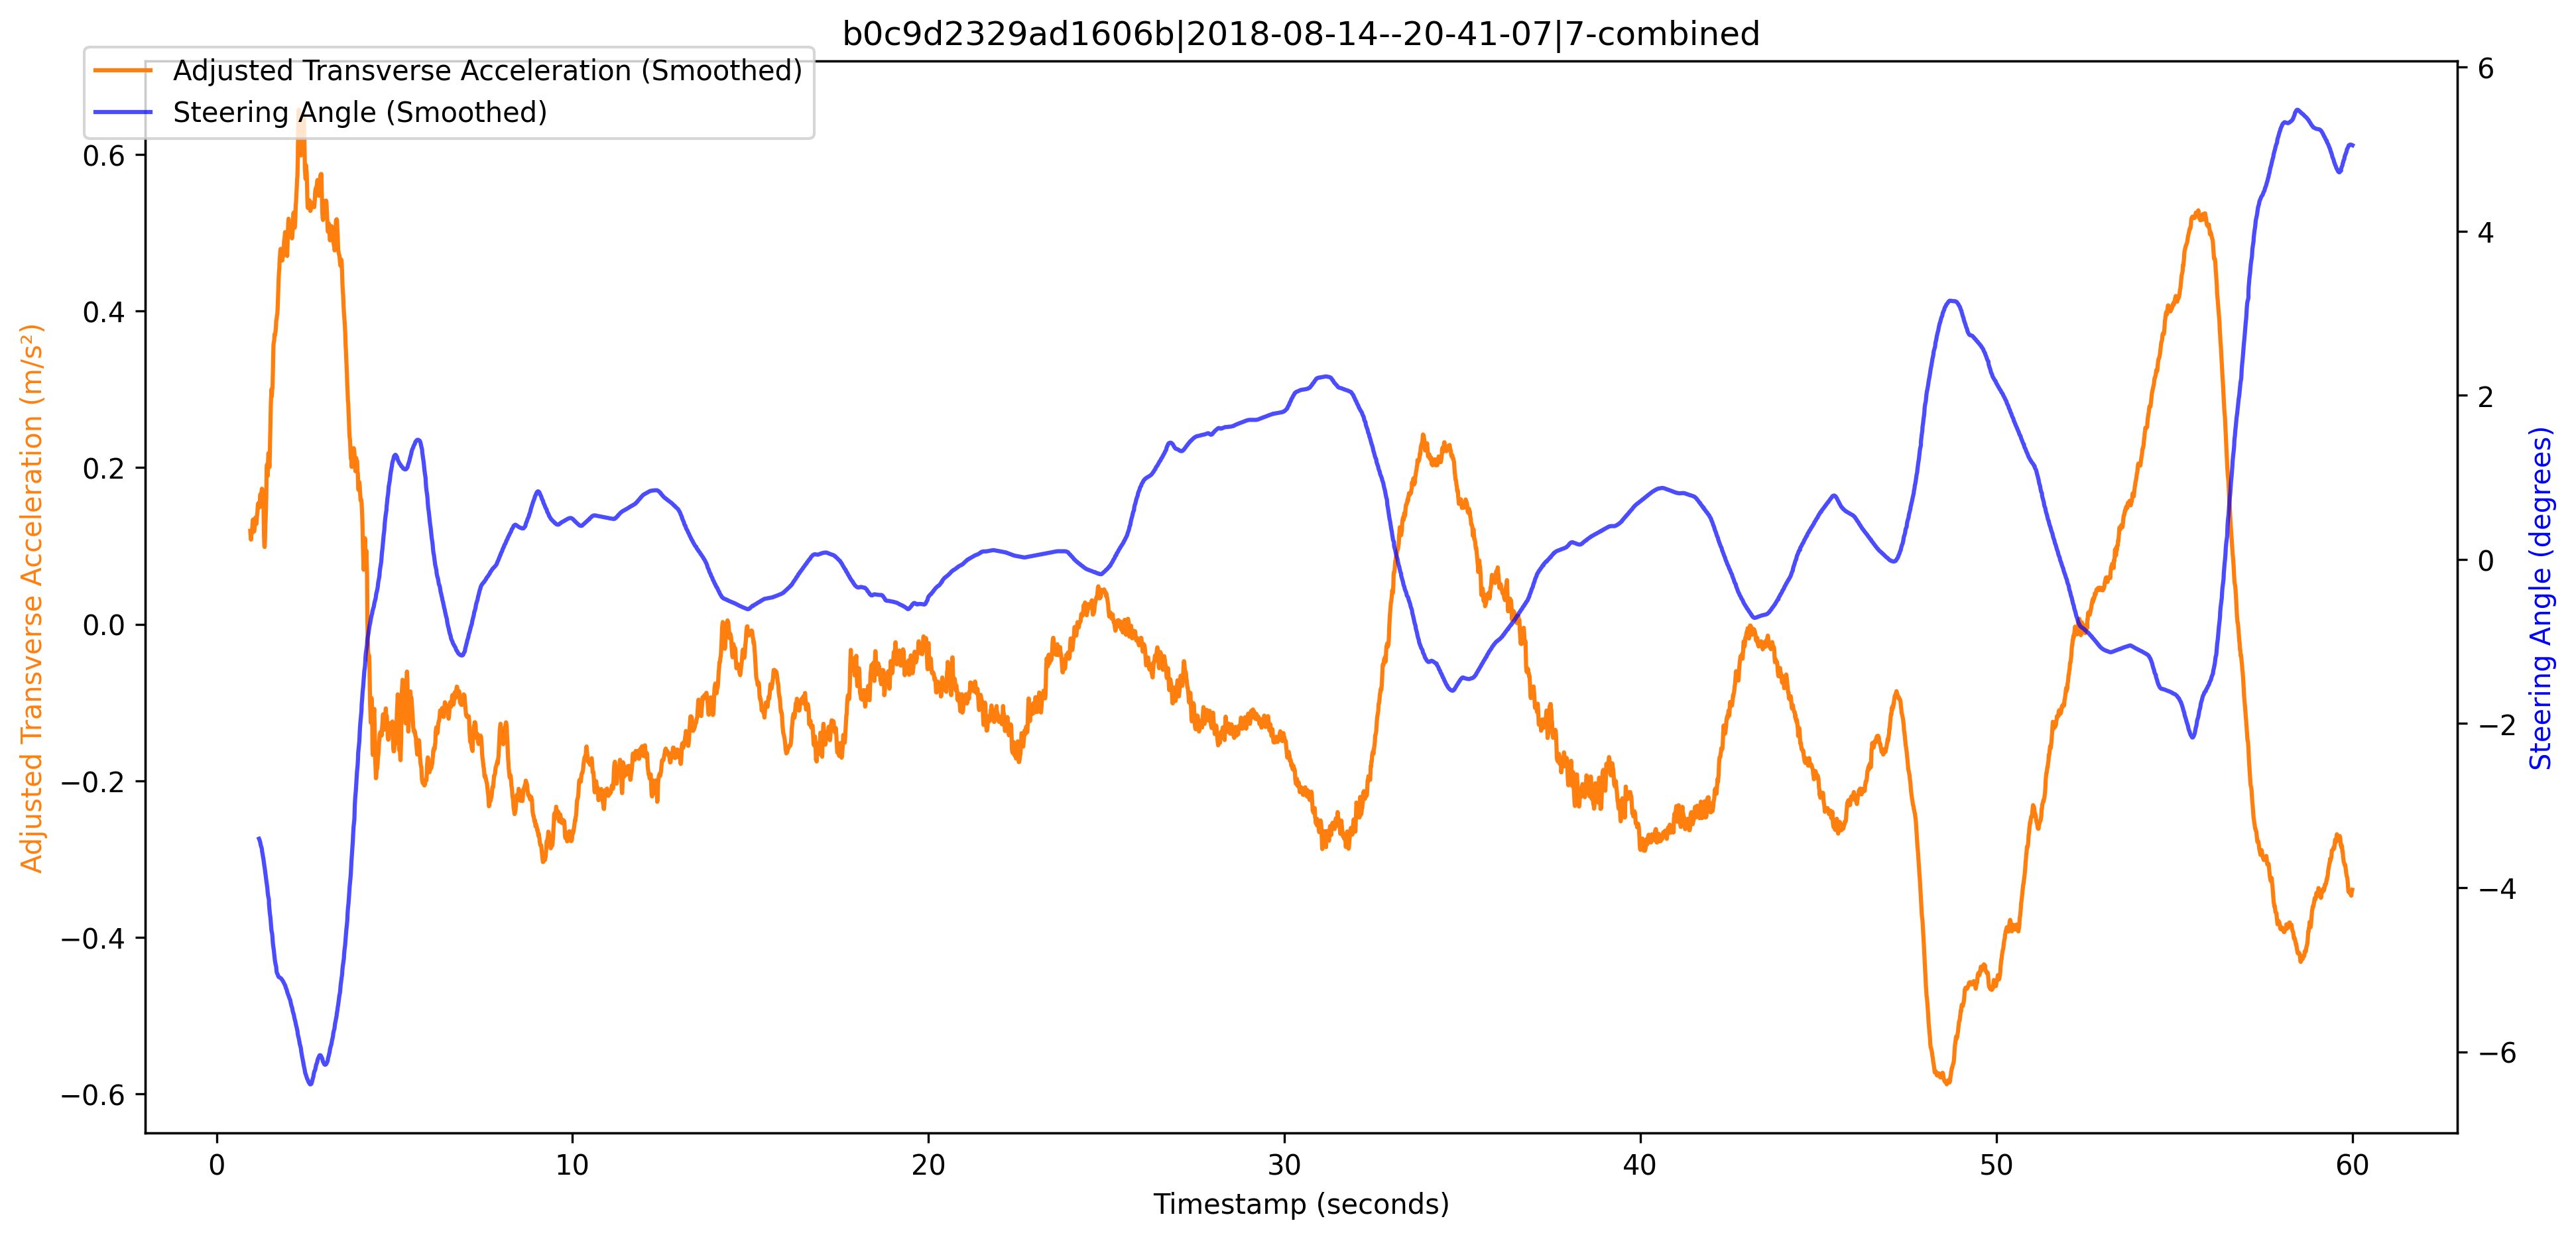 b0c9d2329ad1606b|2018-08-14--20-41-07|7-combined
Adjusted Transverse Acceleration (Smoothed)
Steering Angle (Smoothed)
Adjusted Transverse Acceleration (m/s²)
0.6
0.4
0.2
0.0
−0.2
−0.4
−0.6
6
4
2
0
−2
−4
−6
Steering Angle (degrees)
0 10 20 30 40 50 60
Timestamp (seconds)